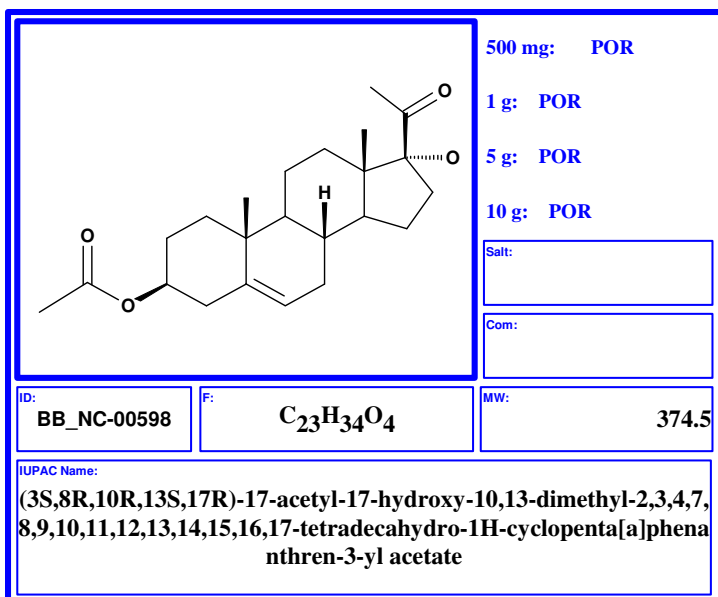 500 mg: POR
1 g: POR
5 g: POR
10 g: POR
O
O
H
O
O
Salt:
Com:
ID:
BB_NC-00598
F:
C23H34O4
MW:
374.5
IUPAC Name:
(3S,8R,10R,13S,17R)-17-acetyl-17-hydroxy-10,13-dimethyl-2,3,4,7,
8,9,10,11,12,13,14,15,16,17-tetradecahydro-1H-cyclopenta[a]phena
nthren-3-yl acetate